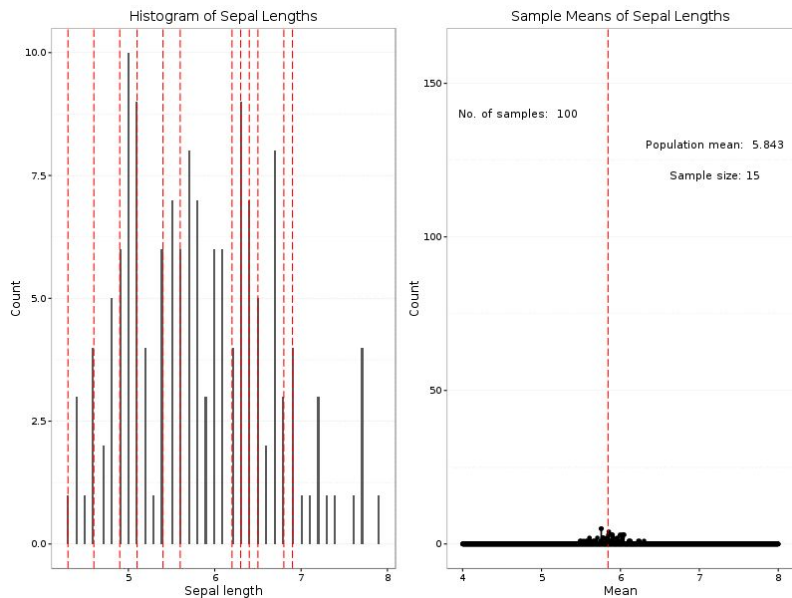 Histogram of Sepal Lengths
10.0
7.5
5.0
2.5
0.0
Count
5
6
7
8
Sepal length
Sample Means of Sepal Lengths
150
100
50
0
Count
No. of samples: 100
Population mean: 5.843
Sample size: 15
4
5
6
7
8
Mean